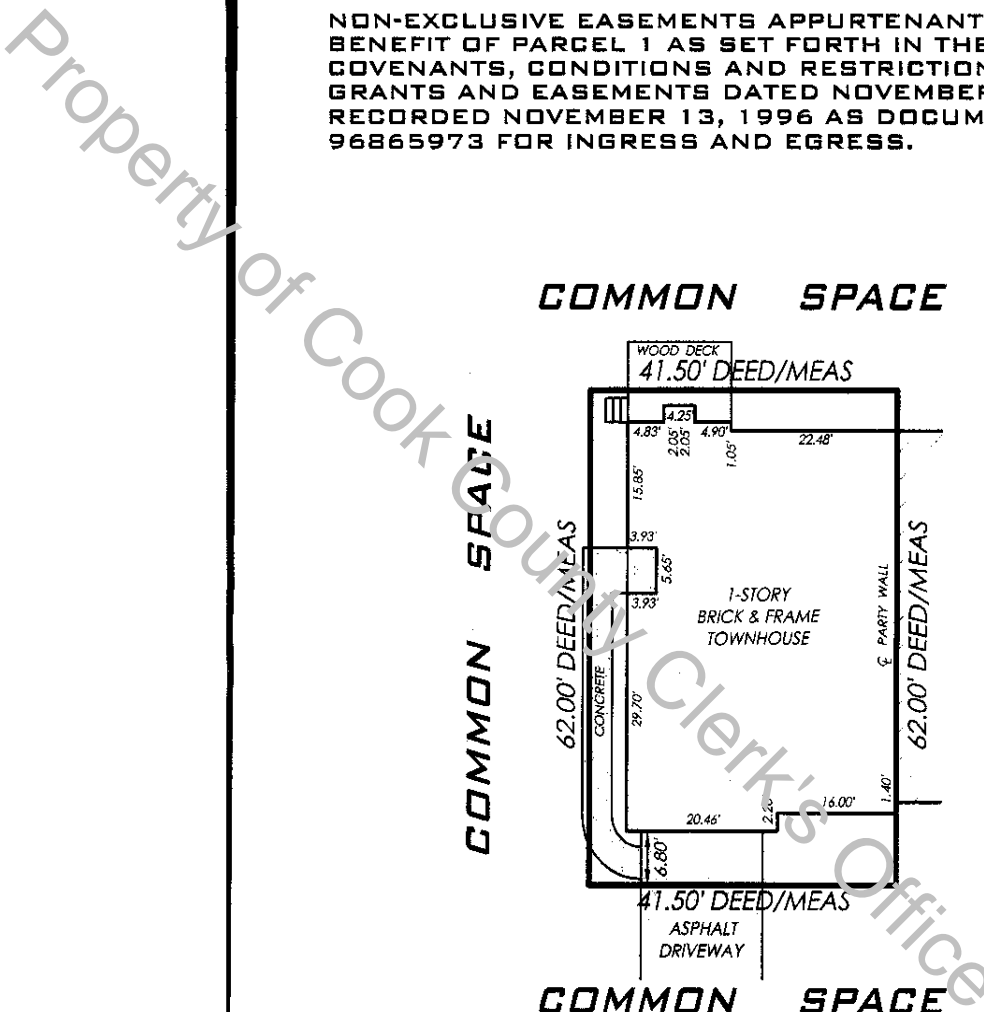 NON-EXCLUSIVE EASEMENTS APPURTENANT
BENEFIT OF PARCEL 1 AS SET FORTH IN THE
COVENANTS, CONDITIONS AND RESTRICTION
GRANTS AND EASEMENTS DATED NOVEMBER
RECORDED NOVEMBER 13, 1996 AS DOCUM
96865973 FOR INGRESS AND EGRESS.
Property of Cook County Clerk's Office
COMMON SPACE
WOOD DECK
41.50' DEED/MEAS
4.25'
4.83'
2.05'
2.05'
4.90'
1.05'
22.48'
15.85'
COMMON SPACE
3.93'
5.65'
3.93'
62.00' DEED/MEAS
1-STORY
BRICK & FRAME
TOWNHOUSE
℄ PARTY WALL
62.00' DEED/MEAS
CONCRETE
29.70'
1.40'
20.46'
16.00'
6.80'
41.50' DEED/MEAS
ASPHALT
DRIVEWAY
COMMON SPACE